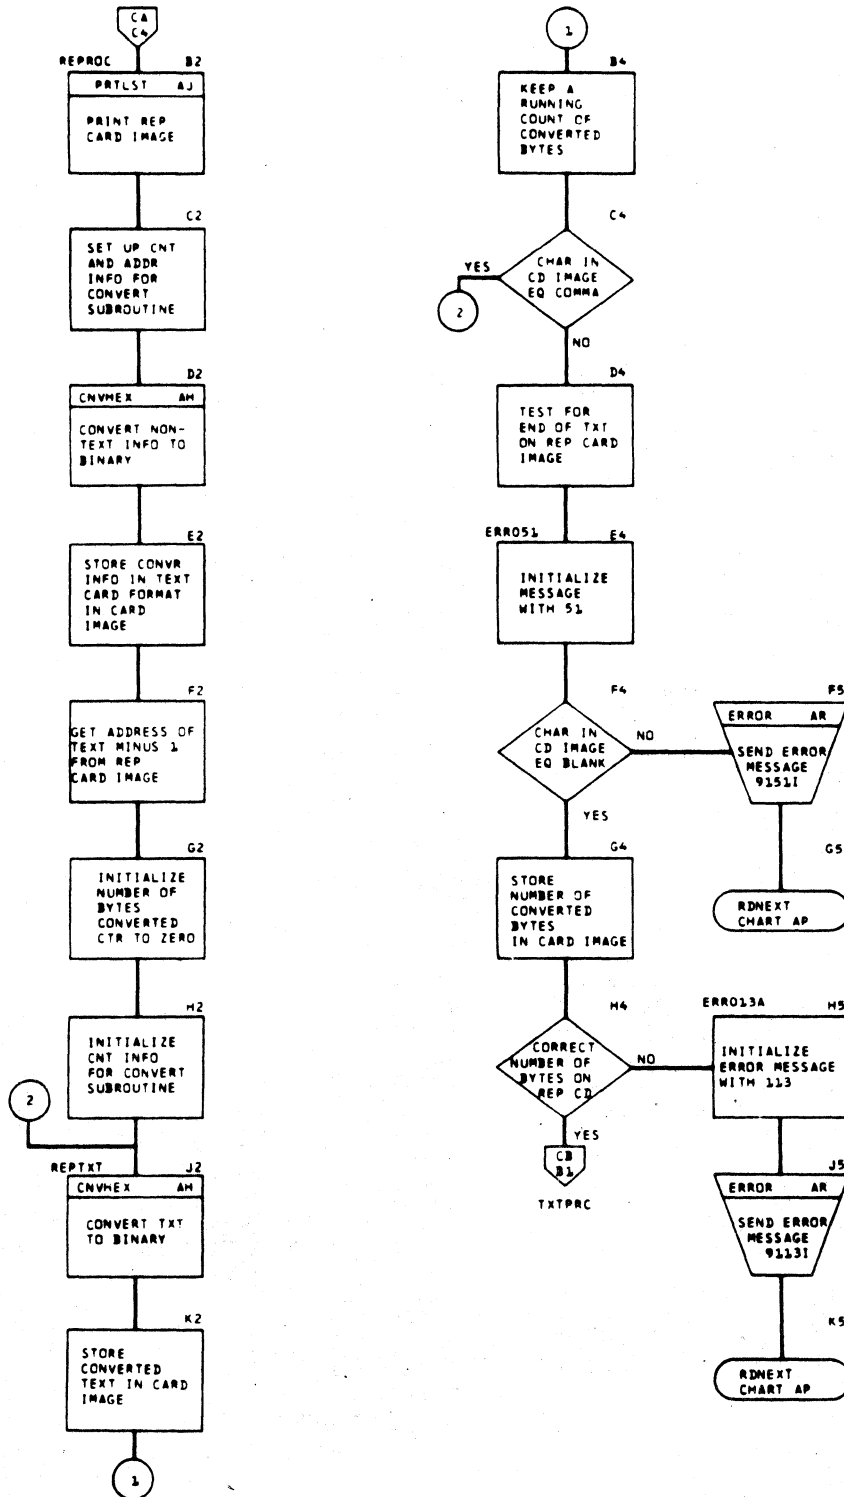 CA
C4
REPROC B2
PRTLST AJ
PRINT REP
CARD IMAGE
C2
SET UP CNT
AND ADDR
INFO FOR
CONVERT
SUBROUTINE
D2
CNVHEX AH
CONVERT NON-
TEXT INFO TO
BINARY
E2
STORE CONVR
INFO IN TEXT
CARD FORMAT
IN CARD
IMAGE
F2
GET ADDRESS OF
TEXT MINUS 1
FROM REP
CARD IMAGE
G2
INITIALIZE
NUMBER OF
BYTES
CONVERTED
CTR TO ZERO
H2
INITIALIZE
CNT INFO
FOR CONVERT
SUBROUTINE
2
REPTXT J2
CNVHEX AH
CONVERT TXT
TO BINARY
K2
STORE
CONVERTED
TEXT IN CARD
IMAGE
1
1
B4
KEEP A
RUNNING
COUNT OF
CONVERTED
BYTES
C4
CHAR IN
CD IMAGE
EQ COMMA
YES
2
NO
D4
TEST FOR
END OF TXT
ON REP CARD
IMAGE
ERR051 E4
INITIALIZE
MESSAGE
WITH 51
F4
CHAR IN
CD IMAGE
EQ BLANK
NO
YES
G4
STORE
NUMBER OF
CONVERTED
BYTES
IN CARD IMAGE
H4
CORRECT
NUMBER OF
BYTES ON
REP CD
NO
YES
CB
B1
TXTPRC
F5
ERROR AR
SEND ERROR
MESSAGE
9151I
G5
RDNEXT
CHART AP
ERR013A H5
INITIALIZE
ERROR MESSAGE
WITH 113
J5
ERROR AR
SEND ERROR
MESSAGE
9113I
K5
RDNEXT
CHART AP